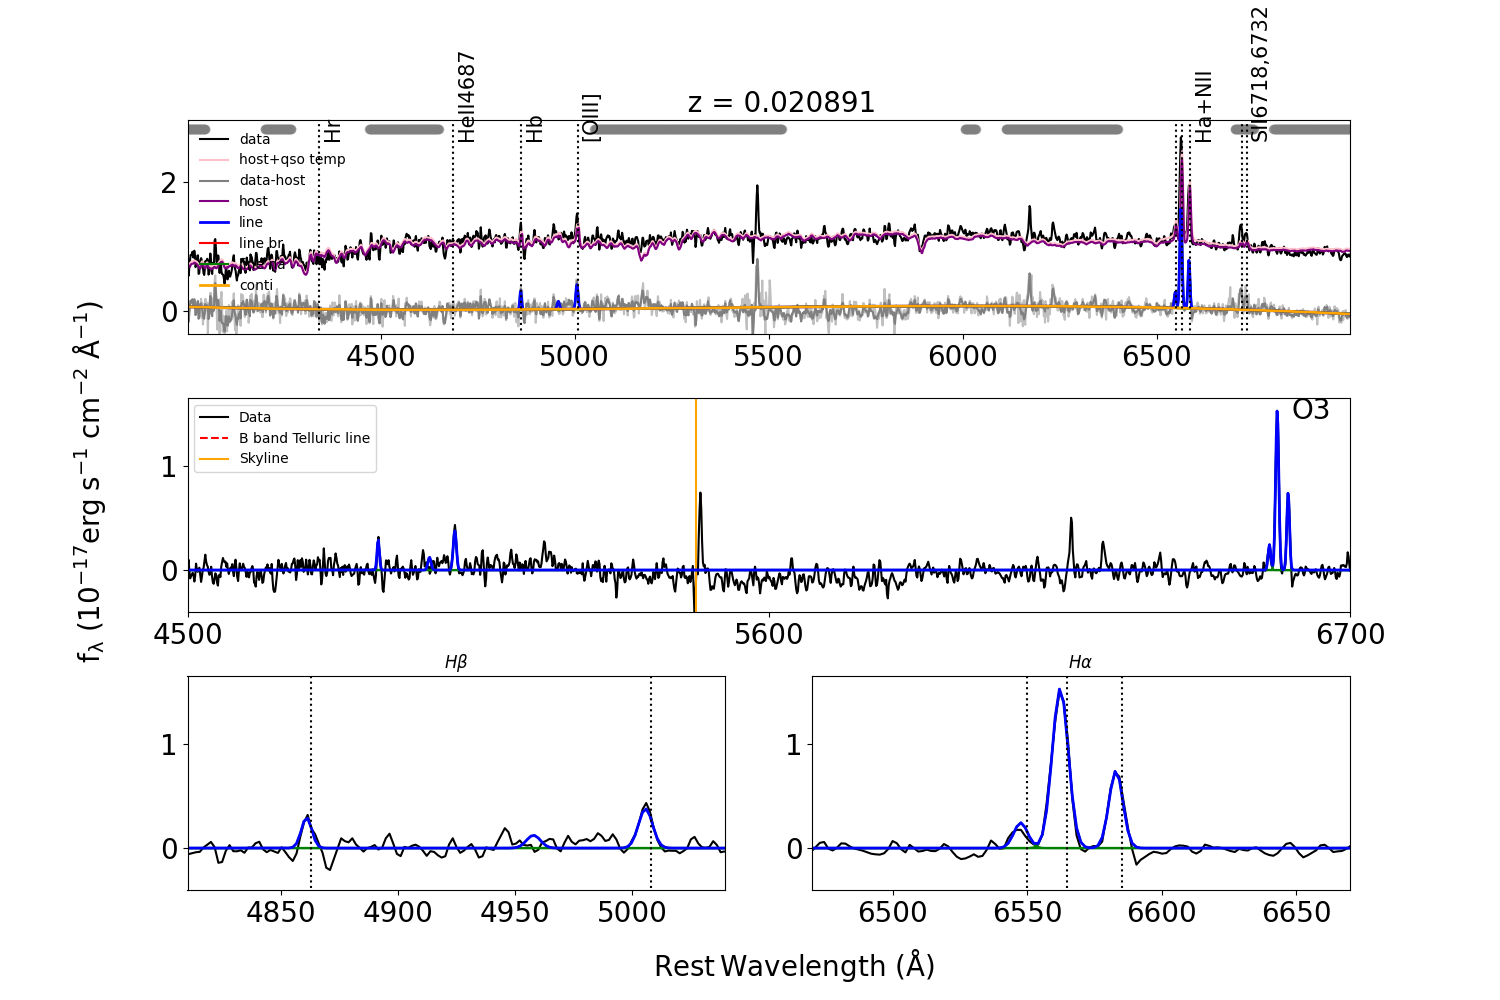 z = 0.020891
Hr
HeII4687
Hb
[OIII]
Ha+NII
SII6718,6732
data
host+qso temp
data-host
host
line
line br
conti
2
0
4500 5000 5500 6000 6500
fλ (10⁻¹⁷erg s⁻¹ cm⁻² Å⁻¹)
Data
B band Telluric line
Skyline
O3
1
0
4500 5600 6700
Hβ
1
0
4850 4900 4950 5000
Hα
1
0
6500 6550 6600 6650
Rest Wavelength (Å)